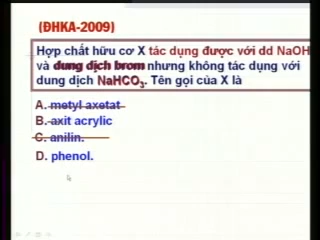 (ĐHKA-2009)
Hợp chất hữu cơ X tác dụng được với dd NaOH
và dung dịch brom nhưng không tác dụng với
dung dịch NaHCO3. Tên gọi của X là
A. metyl axetat
B. axit acrylic
C. anilin.
D. phenol.